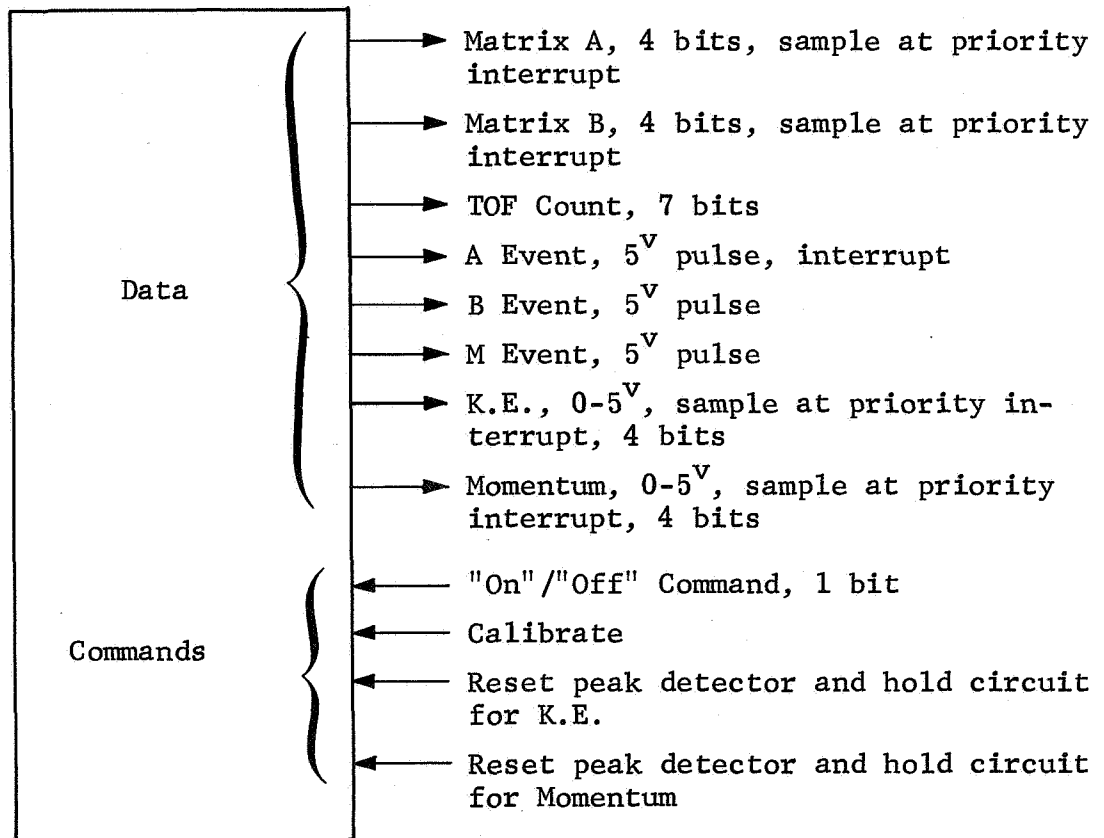 Matrix A, 4 bits, sample at priority
interrupt
Matrix B, 4 bits, sample at priority
interrupt
TOF Count, 7 bits
A Event, 5v pulse, interrupt
Data
B Event, 5v pulse
M Event, 5v pulse
K.E., 0-5v, sample at priority in-
terrupt, 4 bits
Momentum, 0-5v, sample at priority
interrupt, 4 bits
"On"/"Off" Command, 1 bit
Commands
Calibrate
Reset peak detector and hold circuit
for K.E.
Reset peak detector and hold circuit
for Momentum